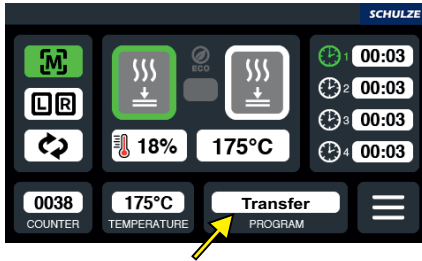 SCHULZE
M
ECO
1 00:03
L R
2 00:03
3 00:03
18% 175°C
4 00:03
0038 175°C Transfer
COUNTER TEMPERATURE PROGRAM